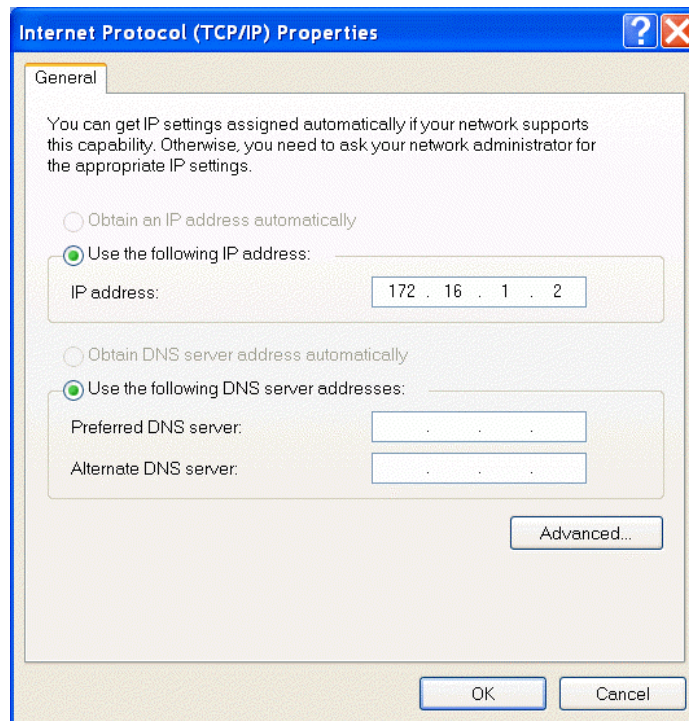 Internet Protocol (TCP/IP) Properties
General
You can get IP settings assigned automatically if your network supports
this capability. Otherwise, you need to ask your network administrator for
the appropriate IP settings.
Obtain an IP address automatically
Use the following IP address:
IP address: 172 . 16 . 1 . 2
Obtain DNS server address automatically
Use the following DNS server addresses:
Preferred DNS server: . . .
Alternate DNS server: . . .
Advanced...
OK Cancel